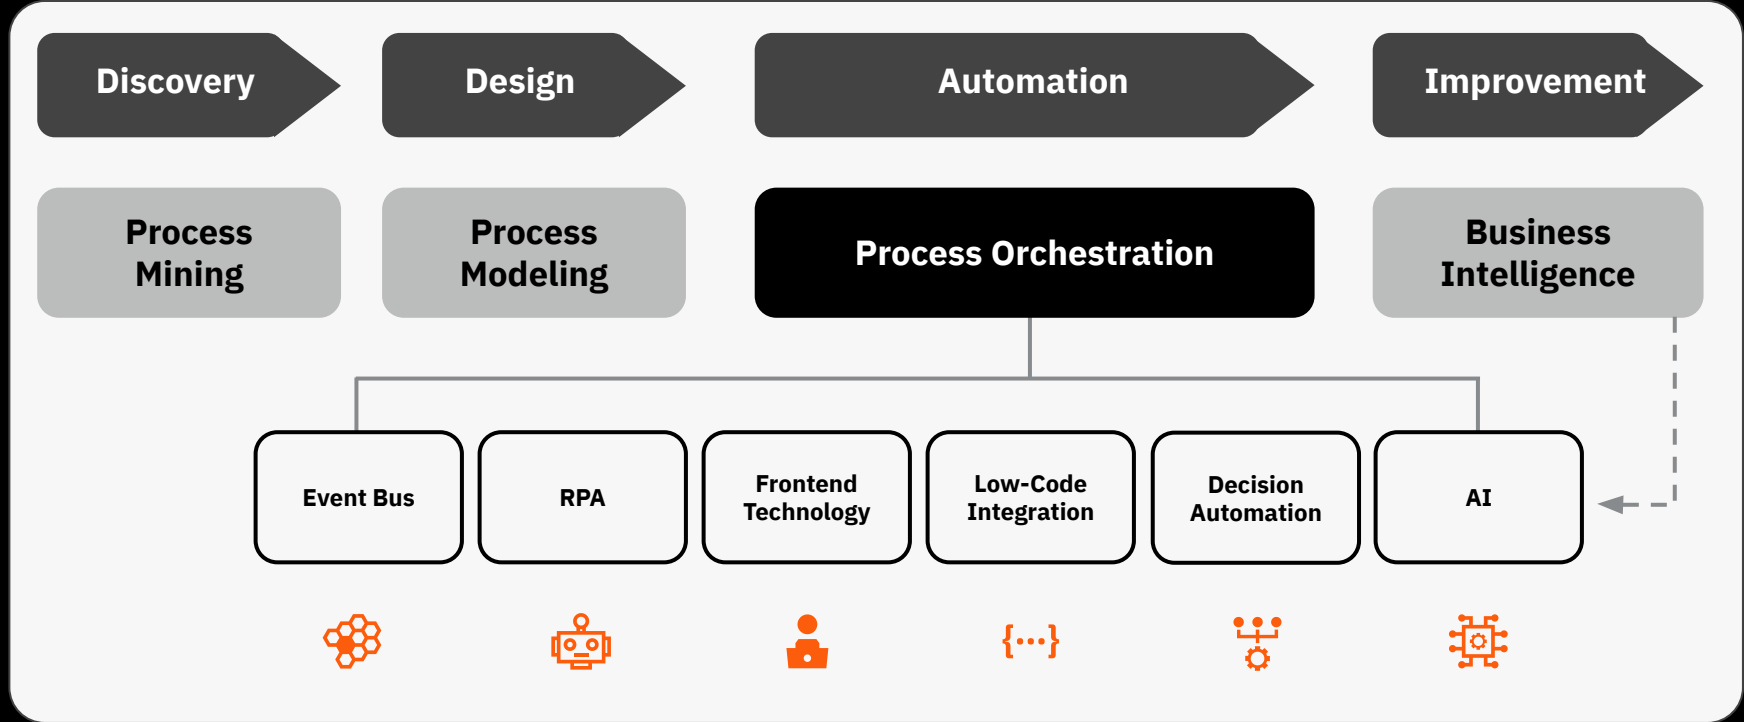 Discovery
Design
Automation
Improvement
Process
Mining
Process
Modeling
Process Orchestration
Business
Intelligence
Event Bus
RPA
Frontend
Technology
Low-Code
Integration
Decision
Automation
AI
{...}